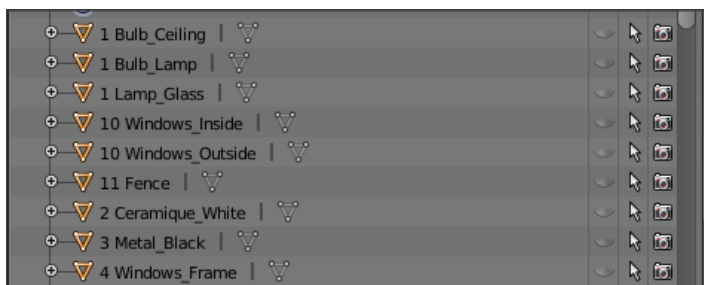 1 Bulb_Ceiling
1 Bulb_Lamp
1 Lamp_Glass
10 Windows_Inside
10 Windows_Outside
11 Fence
2 Ceramique_White
3 Metal_Black
4 Windows_Frame